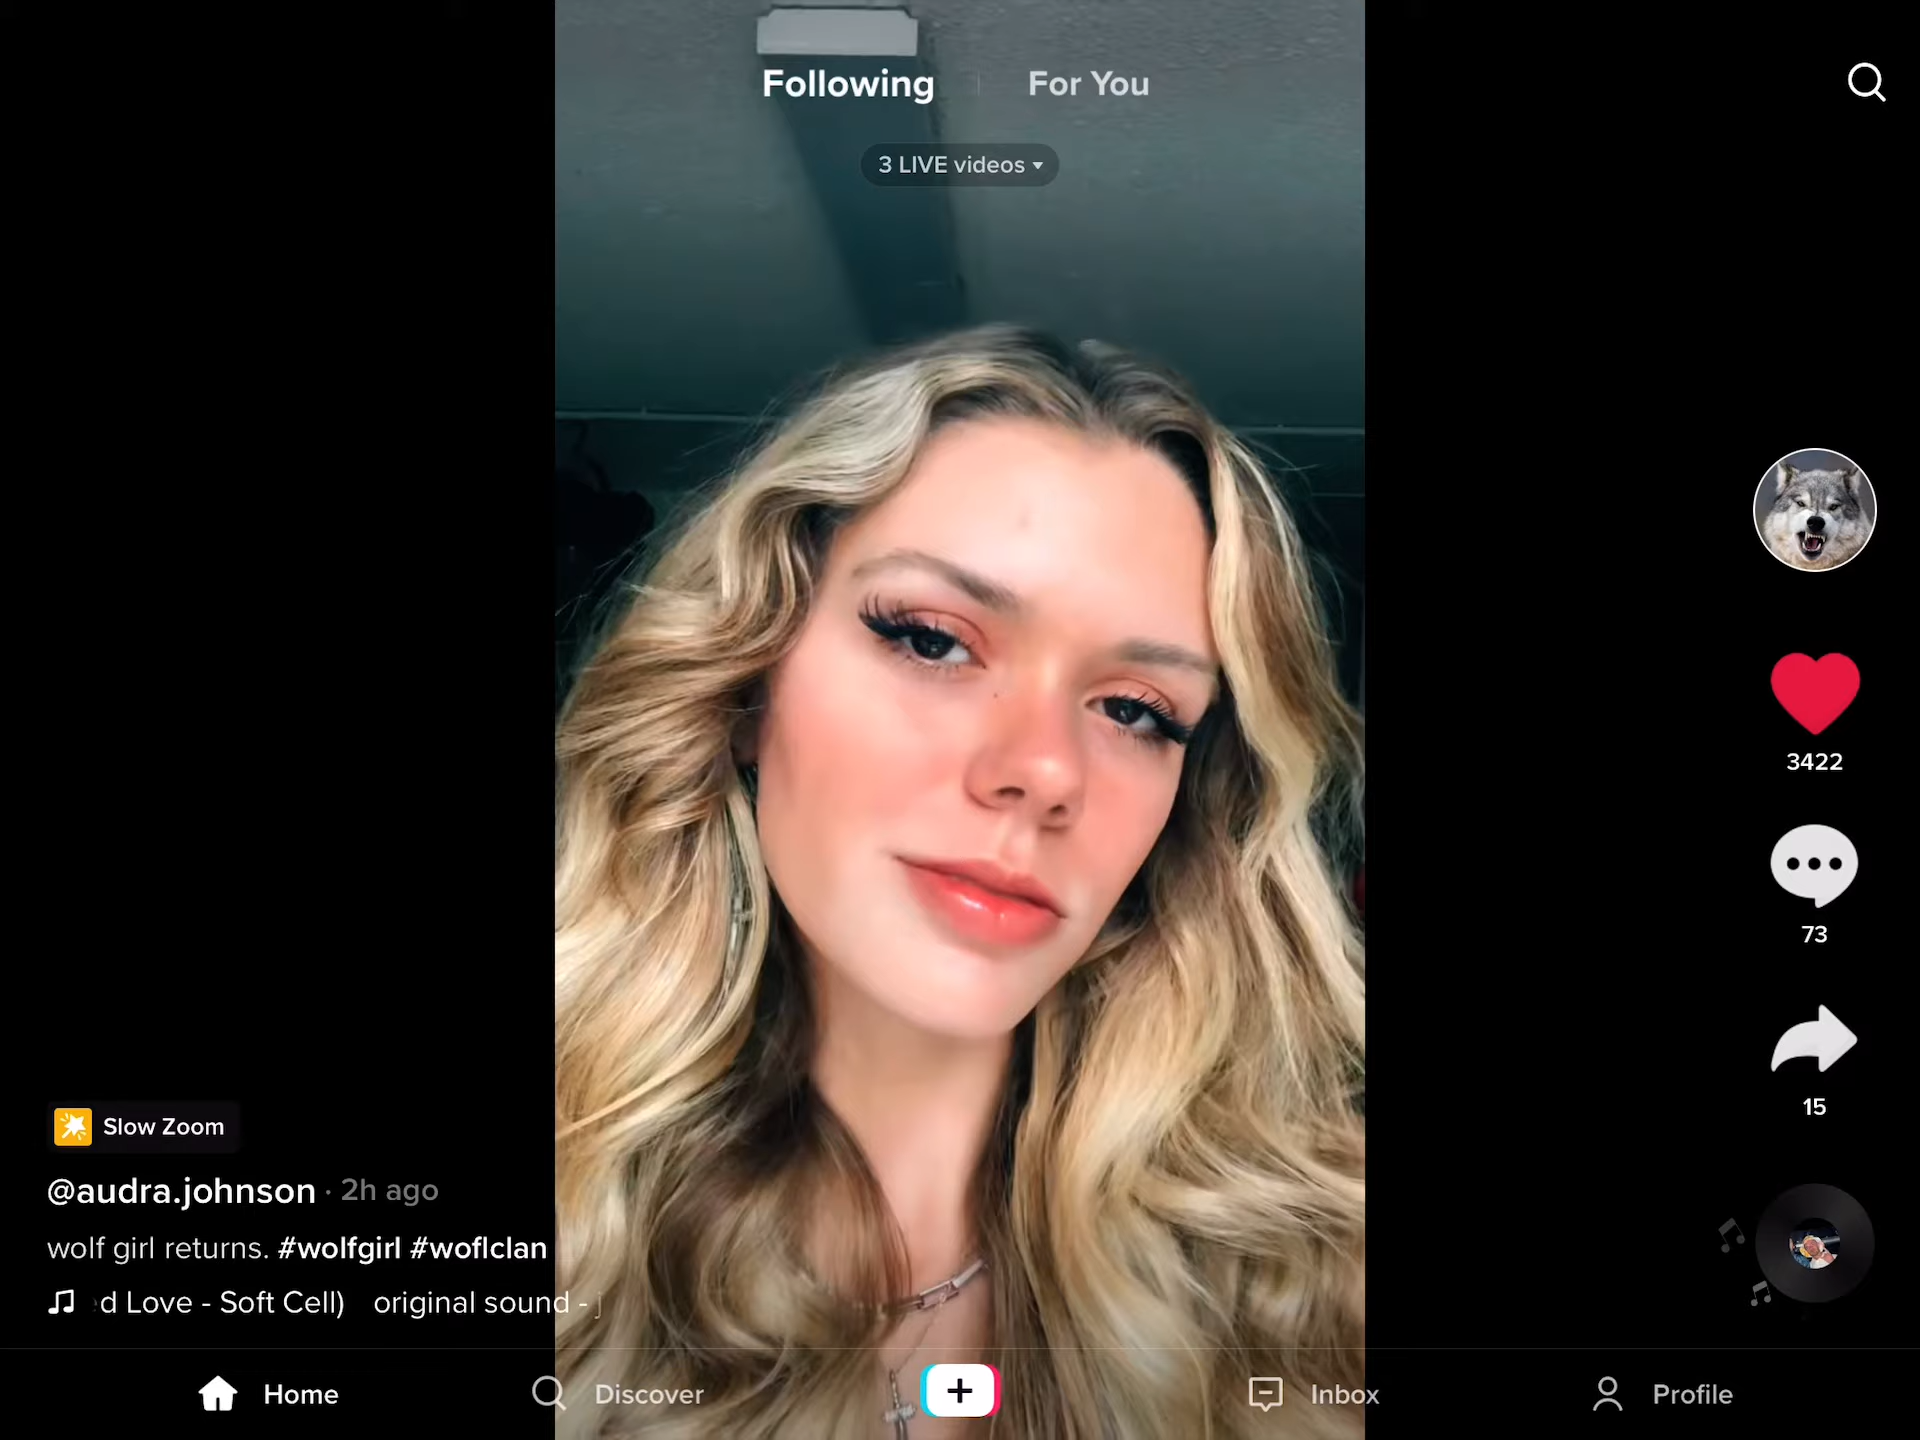 Following
For You
3 LIVE videos
3422
73
15
Slow Zoom
@audra.johnson · 2h ago
wolf girl returns. #wolfgirl #woflclan
d Love - Soft Cell) original sound -
Home
Discover
Inbox
Profile